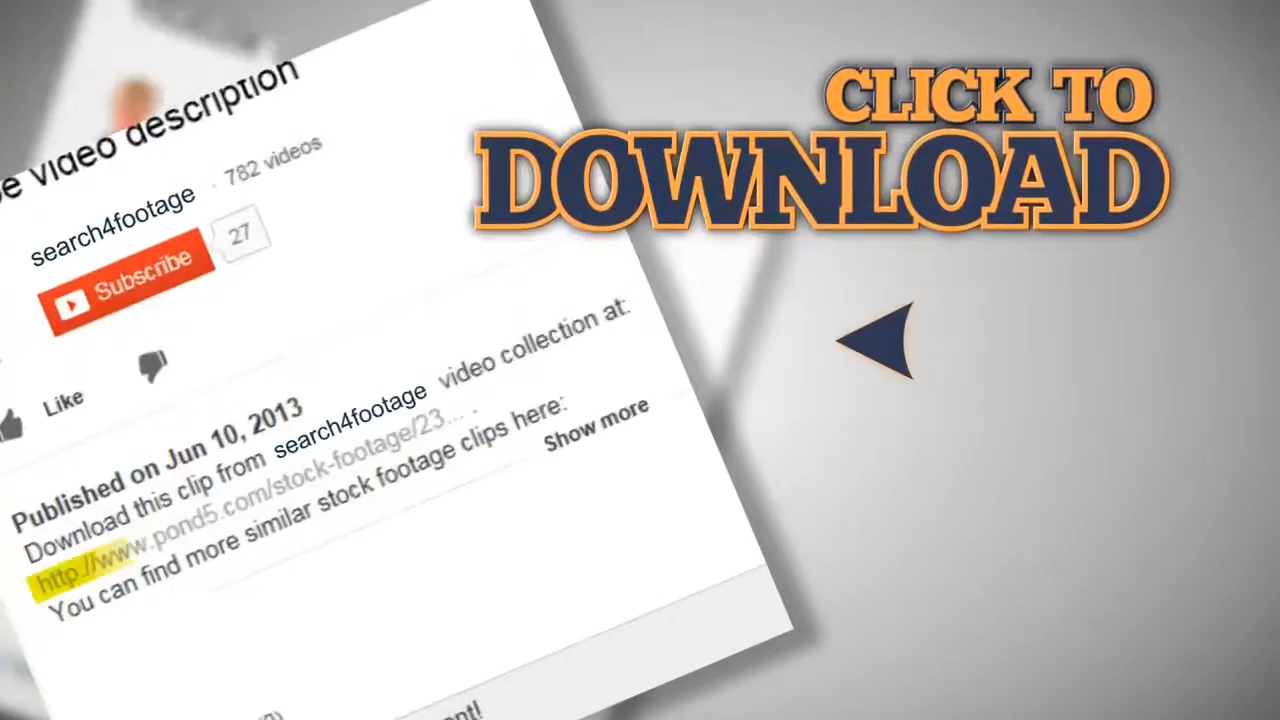 CLICK TO
DOWNLOAD
video description
search4footage · 782 videos
Subscribe 27
Like
Published on Jun 10, 2013
Download this clip from search4footage video collection at:
http://www.pond5.com/stock-footage/23... .
You can find more similar stock footage clips here:
Show more